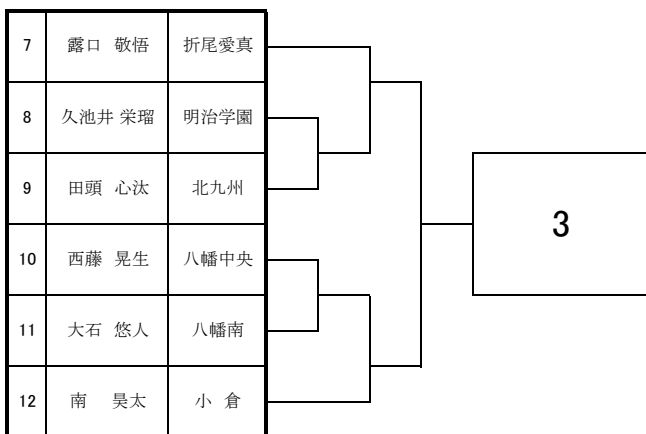 7 露口 敬悟 折尾愛真
8 久池井 栄瑠 明治学園
9 田頭 心汰 北九州
10 西藤 晃生 八幡中央
11 大石 悠人 八幡南
12 南 昊太 小 倉
3